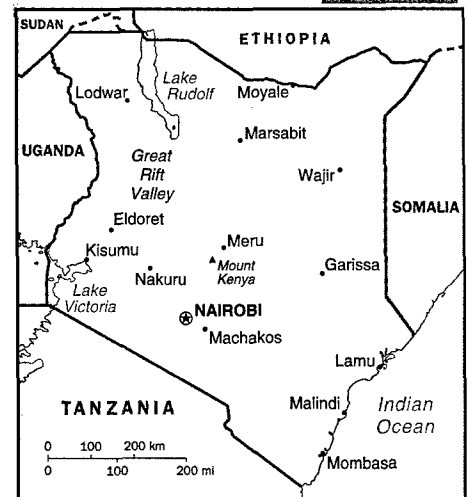 SUDAN
ETHIOPIA
Lake
Rudolf
Lodwar
Moyale
Marsabit
UGANDA
Great
Rift
Valley
Wajir
SOMALIA
Eldoret
Kisumu
Meru
Mount
Kenya
Garissa
Nakuru
Lake
Victoria
NAIROBI
Machakos
Lamu
TANZANIA
Malindi
Indian
Ocean
0 100 200 km
0 100 200 mi
Mombasa